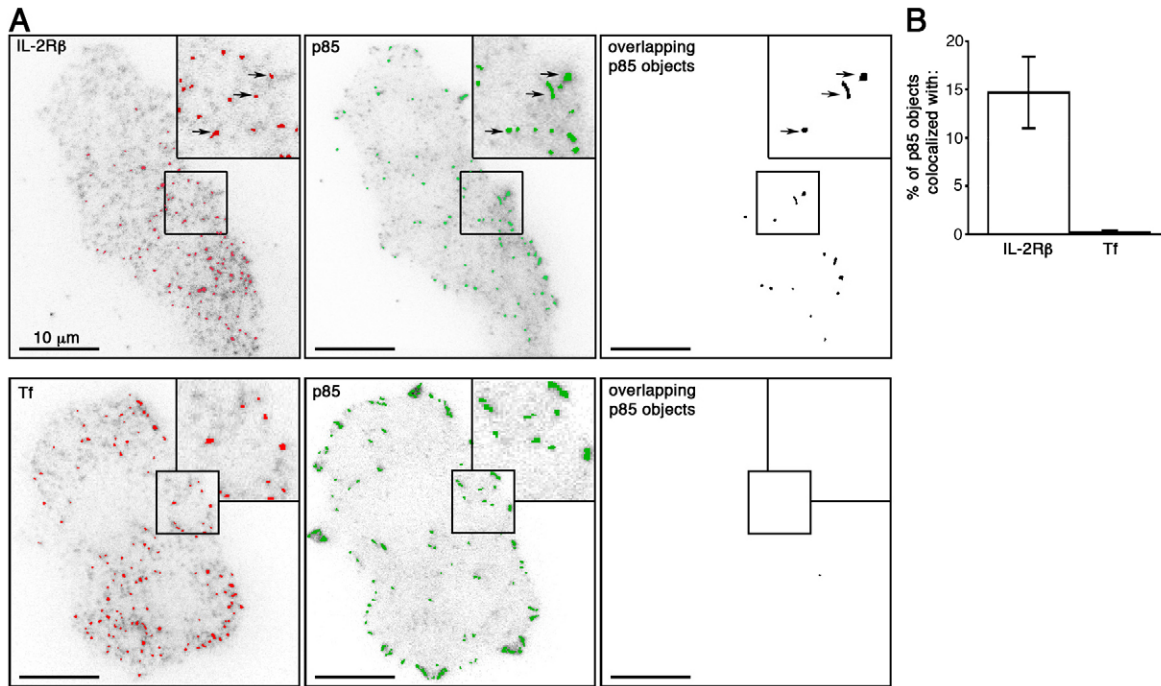 A
IL-2Rβ
10 μm
p85
overlapping
p85 objects
Tf
p85
overlapping
p85 objects
B
% of p85 objects
colocalized with:
20
15
10
5
0
IL-2Rβ
Tf